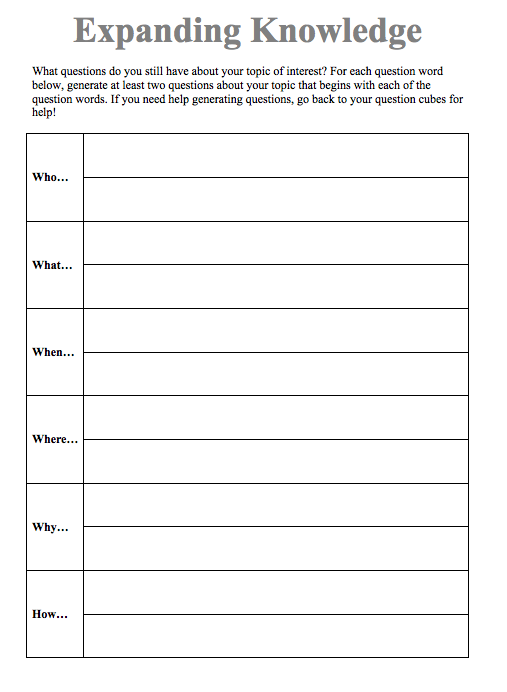 Expanding Knowledge
What questions do you still have about your topic of interest? For each question word
below, generate at least two questions about your topic that begins with each of the
question words. If you need help generating questions, go back to your question cubes for
help!
Who…
What…
When…
Where…
Why…
How…